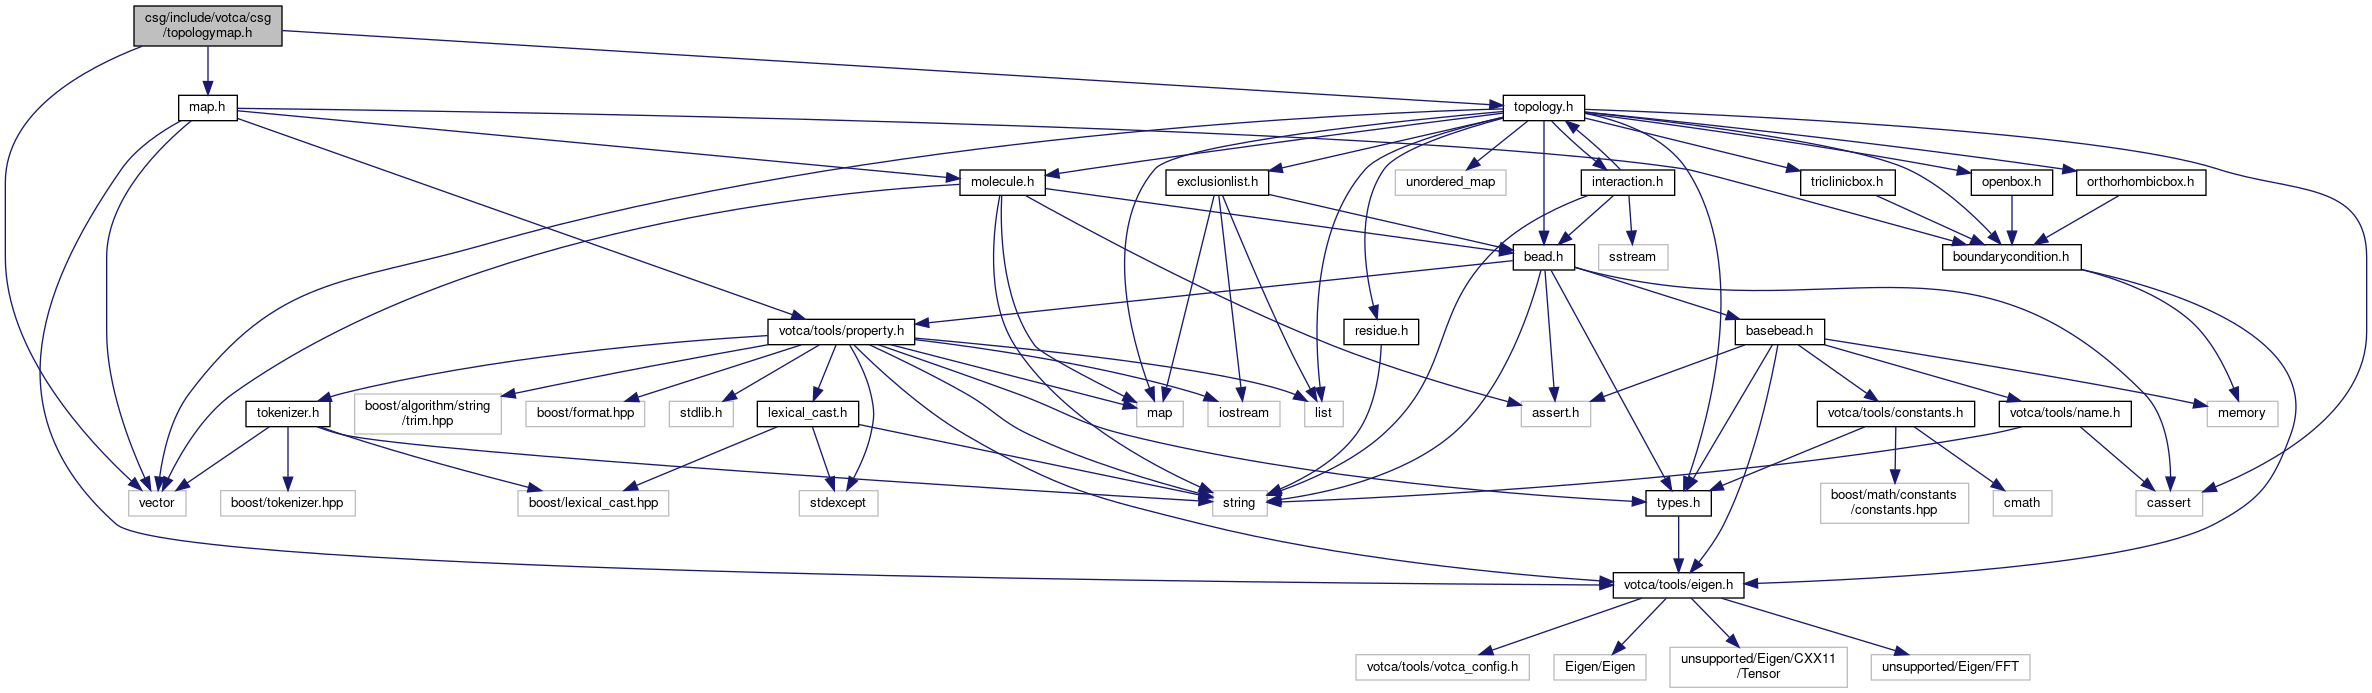 csg/include/votca/csg
/topologymap.h
map.h
topology.h
molecule.h
exclusionlist.h
unordered_map
interaction.h
triclinicbox.h
openbox.h
orthorhombicbox.h
bead.h
sstream
boundarycondition.h
votca/tools/property.h
residue.h
basebead.h
tokenizer.h
boost/algorithm/string
/trim.hpp
boost/format.hpp
stdlib.h
lexical_cast.h
map
iostream
list
assert.h
votca/tools/constants.h
votca/tools/name.h
memory
vector
boost/tokenizer.hpp
boost/lexical_cast.hpp
stdexcept
string
types.h
boost/math/constants
/constants.hpp
cmath
cassert
votca/tools/eigen.h
votca/tools/votca_config.h
Eigen/Eigen
unsupported/Eigen/CXX11
/Tensor
unsupported/Eigen/FFT